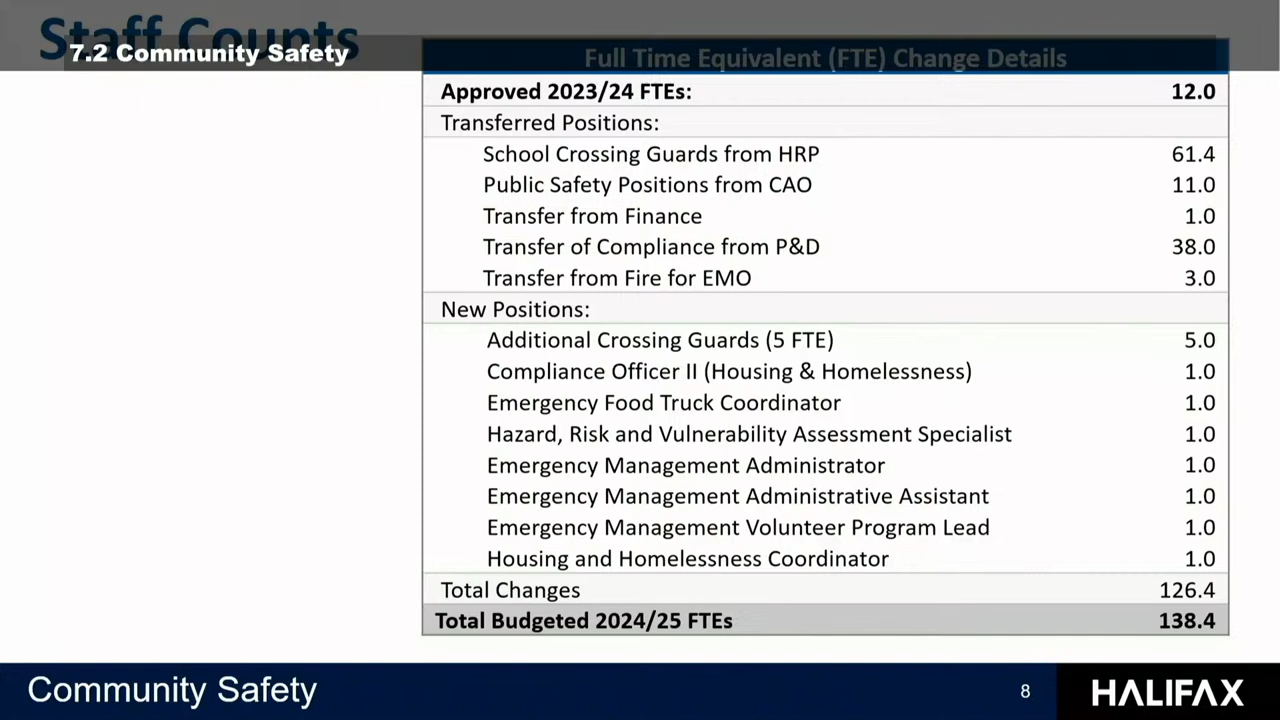 Staff Counts
7.2 Community Safety
Full Time Equivalent (FTE) Change Details
Approved 2023/24 FTEs: 12.0
Transferred Positions:
School Crossing Guards from HRP 61.4
Public Safety Positions from CAO 11.0
Transfer from Finance 1.0
Transfer of Compliance from P&D 38.0
Transfer from Fire for EMO 3.0
New Positions:
Additional Crossing Guards (5 FTE) 5.0
Compliance Officer II (Housing & Homelessness) 1.0
Emergency Food Truck Coordinator 1.0
Hazard, Risk and Vulnerability Assessment Specialist 1.0
Emergency Management Administrator 1.0
Emergency Management Administrative Assistant 1.0
Emergency Management Volunteer Program Lead 1.0
Housing and Homelessness Coordinator 1.0
Total Changes 126.4
Total Budgeted 2024/25 FTEs 138.4
Community Safety 8 HALIFAX